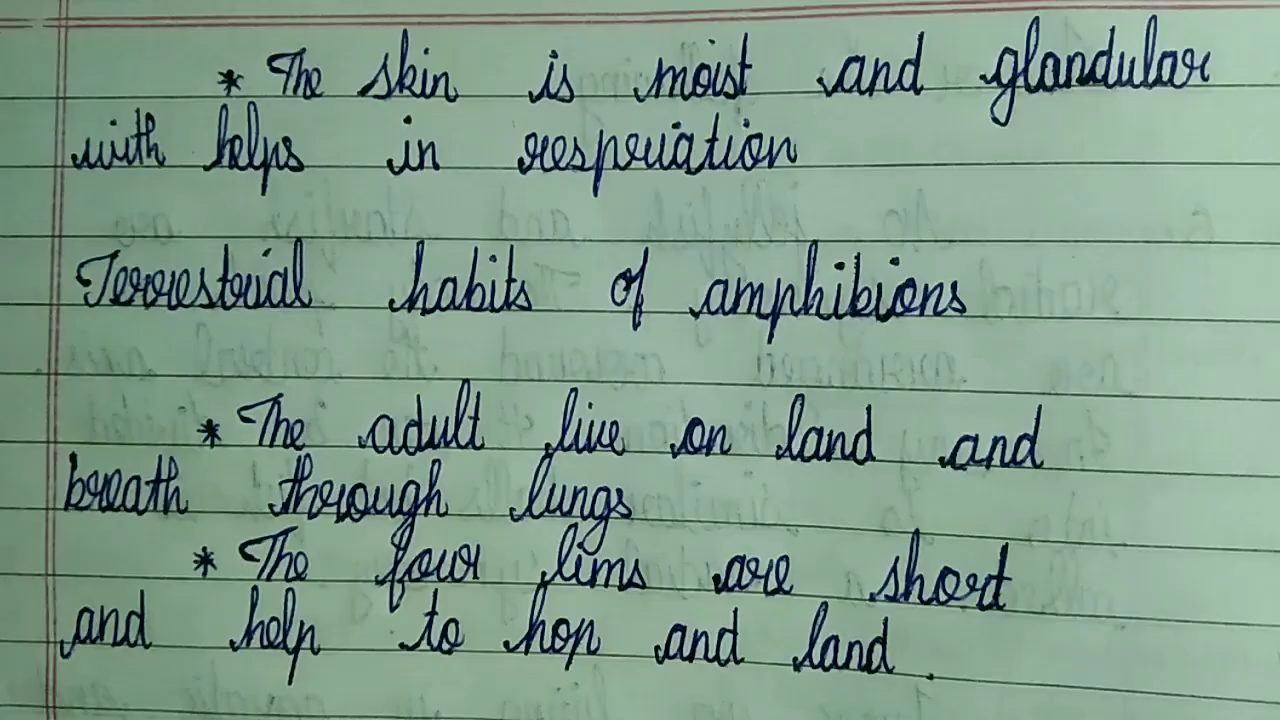 * The skin is moist and glandular
with helps in respriation
Terrestrial habits of amphibians
* The adult live on land and
breath through lungs
* The four lims are short
and help to hop and land.